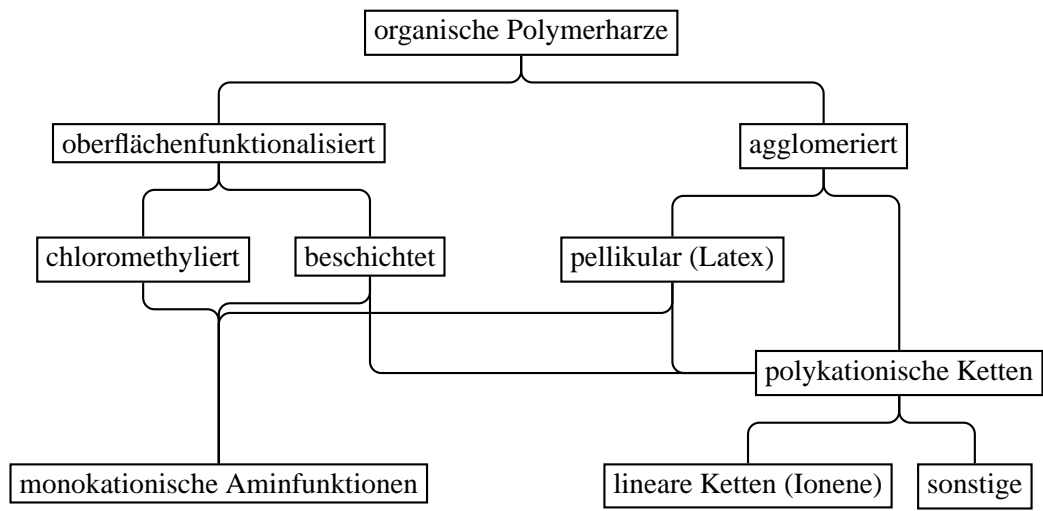 organische Polymerharze
oberflächenfunktionalisiert
agglomeriert
chloromethyliert
beschichtet
pellikular (Latex)
polykationische Ketten
monokationische Aminfunktionen
lineare Ketten (Ionene)
sonstige